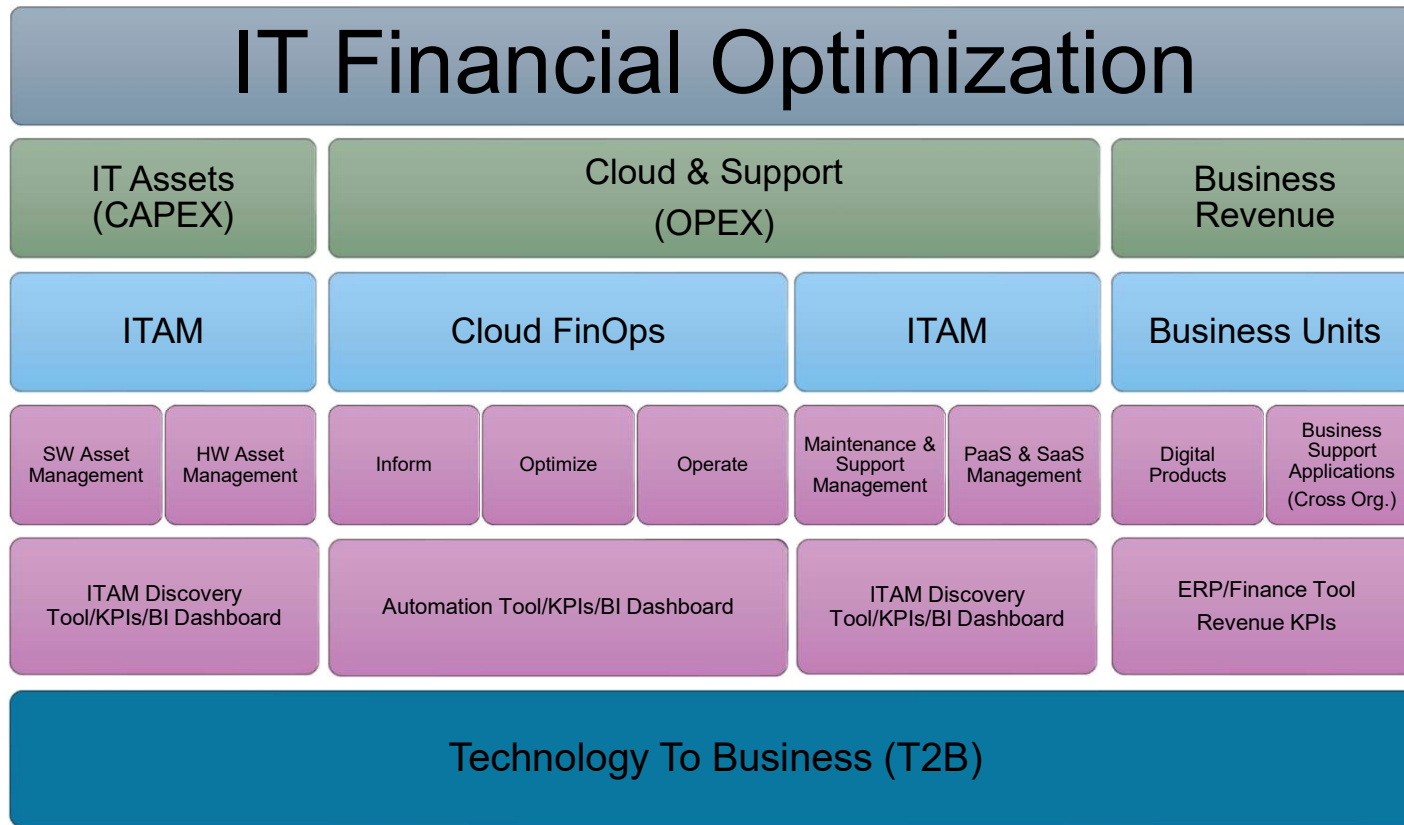 IT Financial Optimization
IT Assets
(CAPEX)
Cloud & Support
(OPEX)
Business
Revenue
ITAM
Cloud FinOps
ITAM
Business Units
SW Asset
Management
HW Asset
Management
Inform
Optimize
Operate
Maintenance &
Support
Management
PaaS & SaaS
Management
Digital
Products
Business
Support
Applications
(Cross Org.)
ITAM Discovery
Tool/KPIs/BI Dashboard
Automation Tool/KPIs/BI Dashboard
ITAM Discovery
Tool/KPIs/BI Dashboard
ERP/Finance Tool
Revenue KPIs
Technology To Business (T2B)